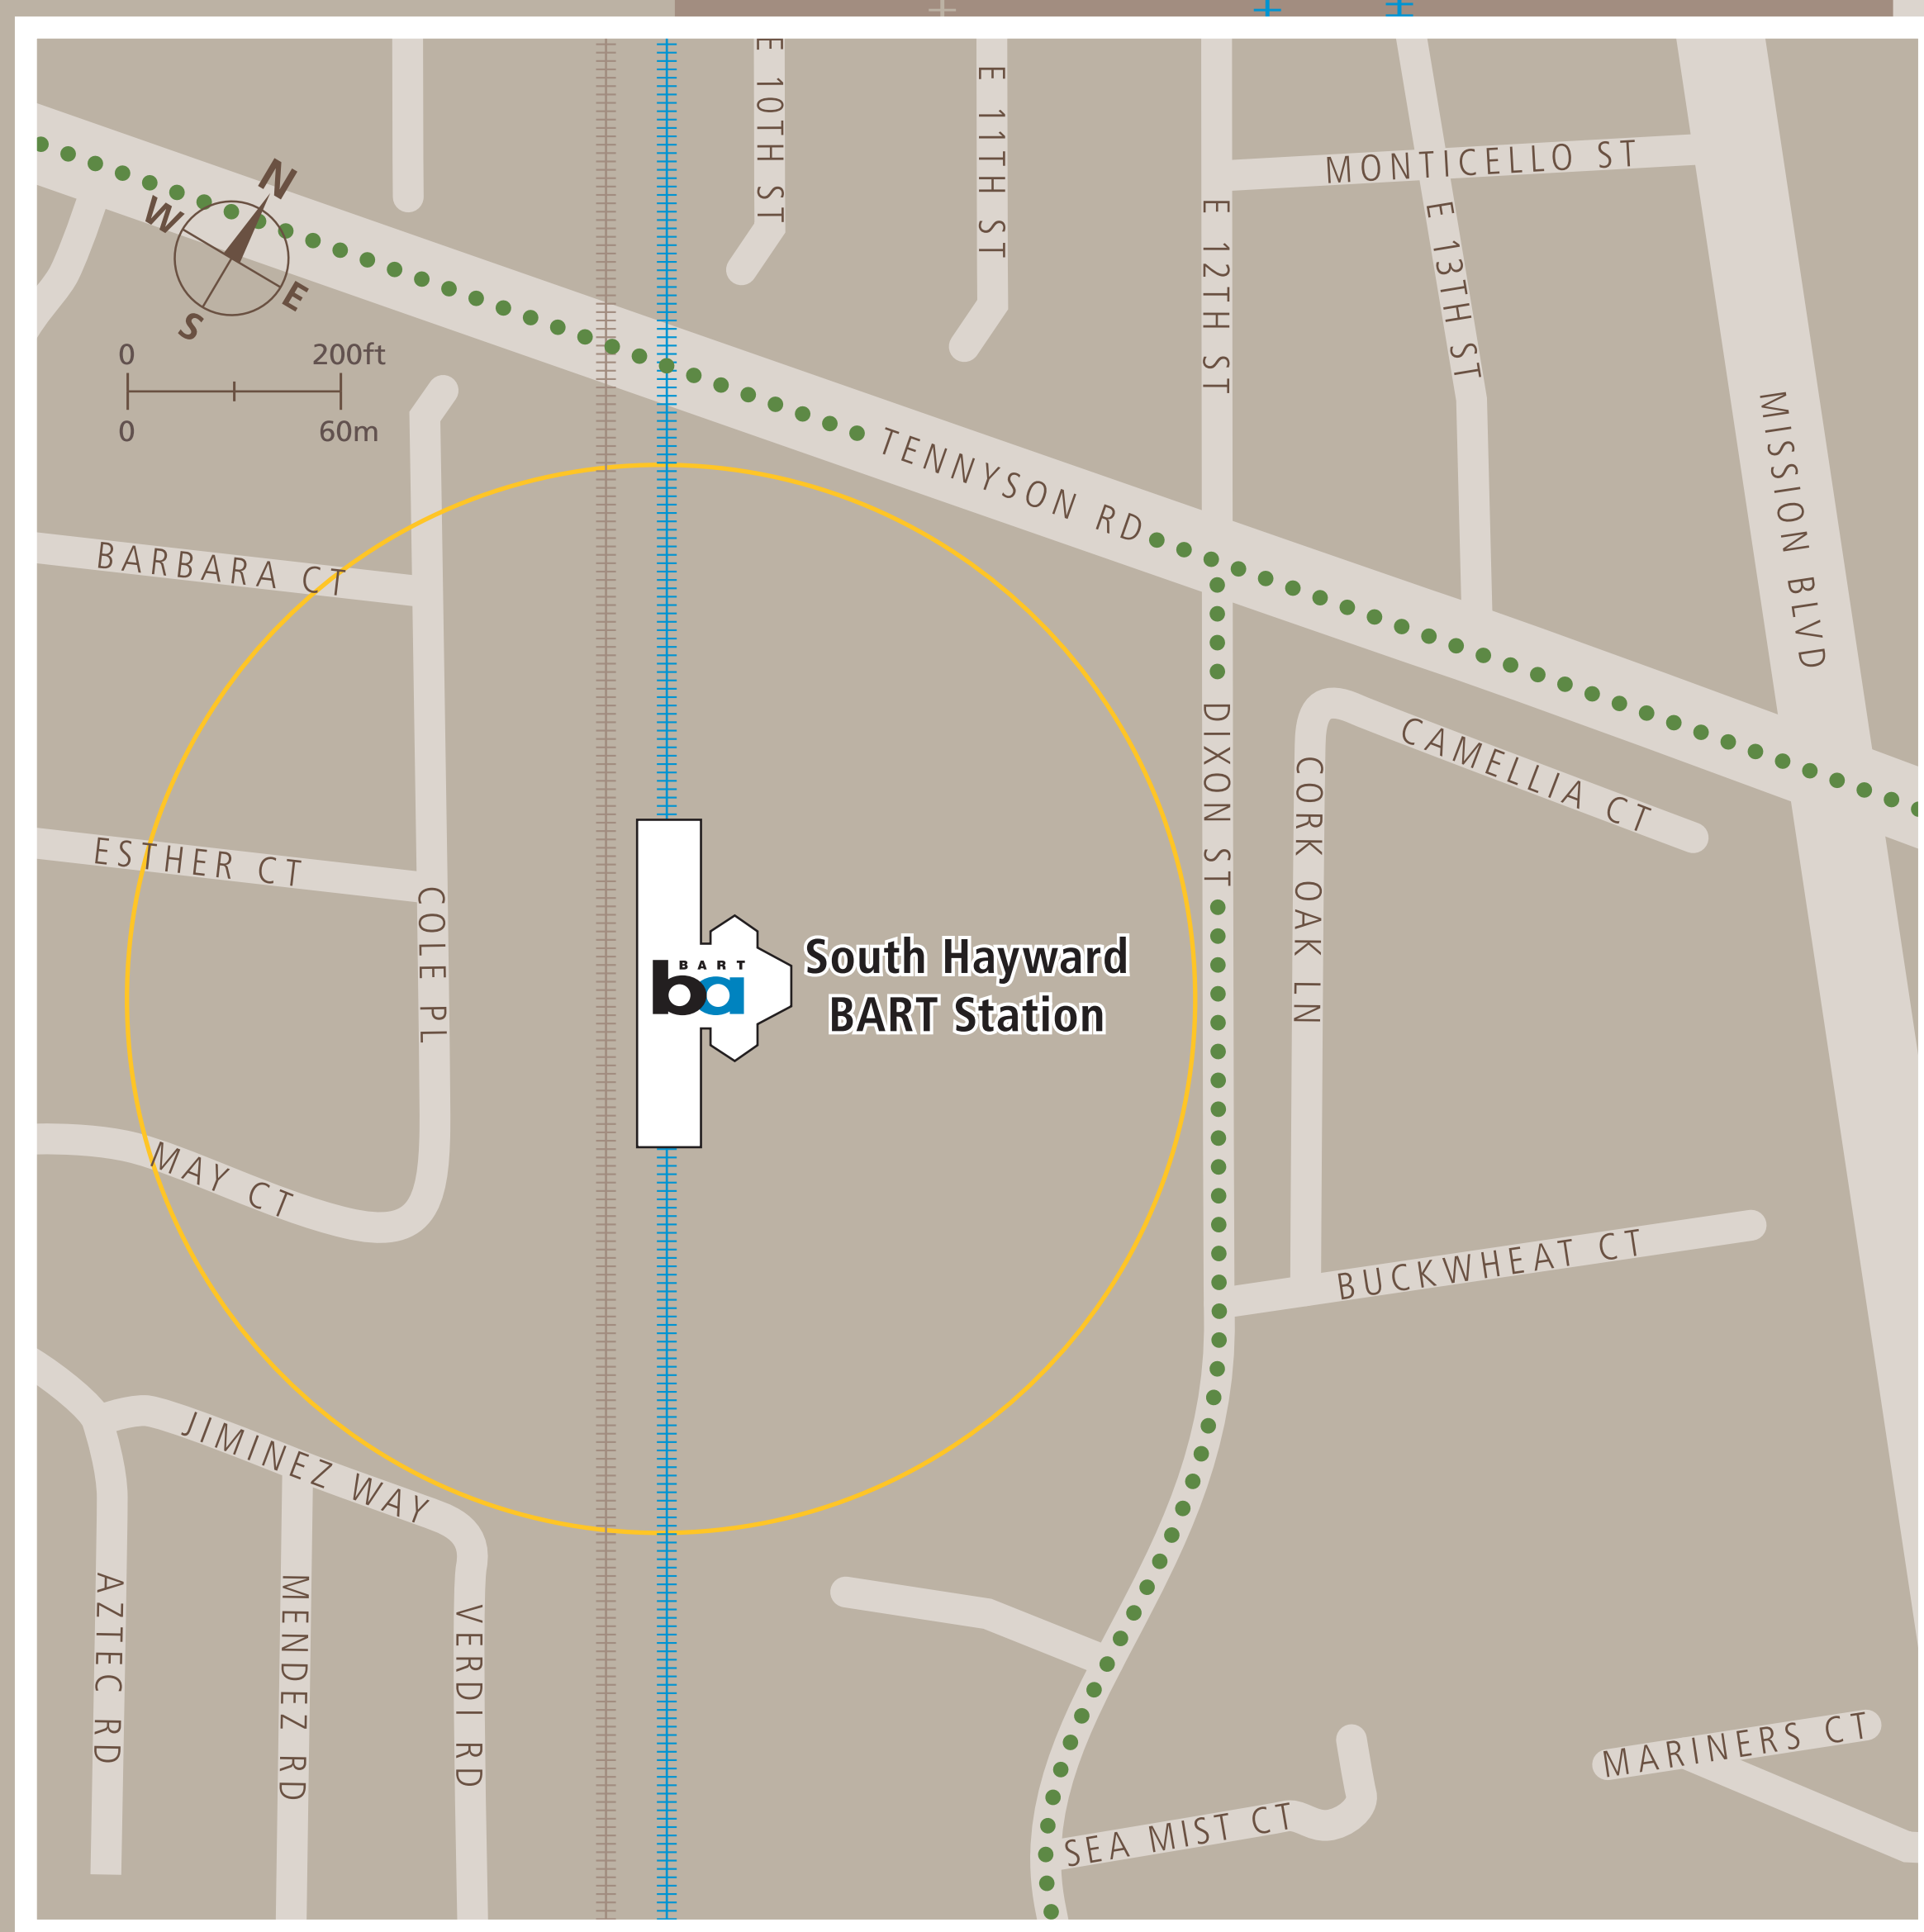 E 10TH ST
E 11TH ST
E 12TH ST
MONTICELLO ST
E 13TH ST
MISSION BLVD
N
W
E
S
0 200ft
0 60m
TENNYSON RD
BARBARA CT
DIXON ST
CORK OAK LN
CAMELLIA CT
ESTHER CT
COLE PL
BART
ba
South Hayward
BART Station
MAY CT
BUCKWHEAT CT
JIMINEZ WAY
AZTEC RD
MENDEZ RD
VERDI RD
SEA MIST CT
MARINERS CT